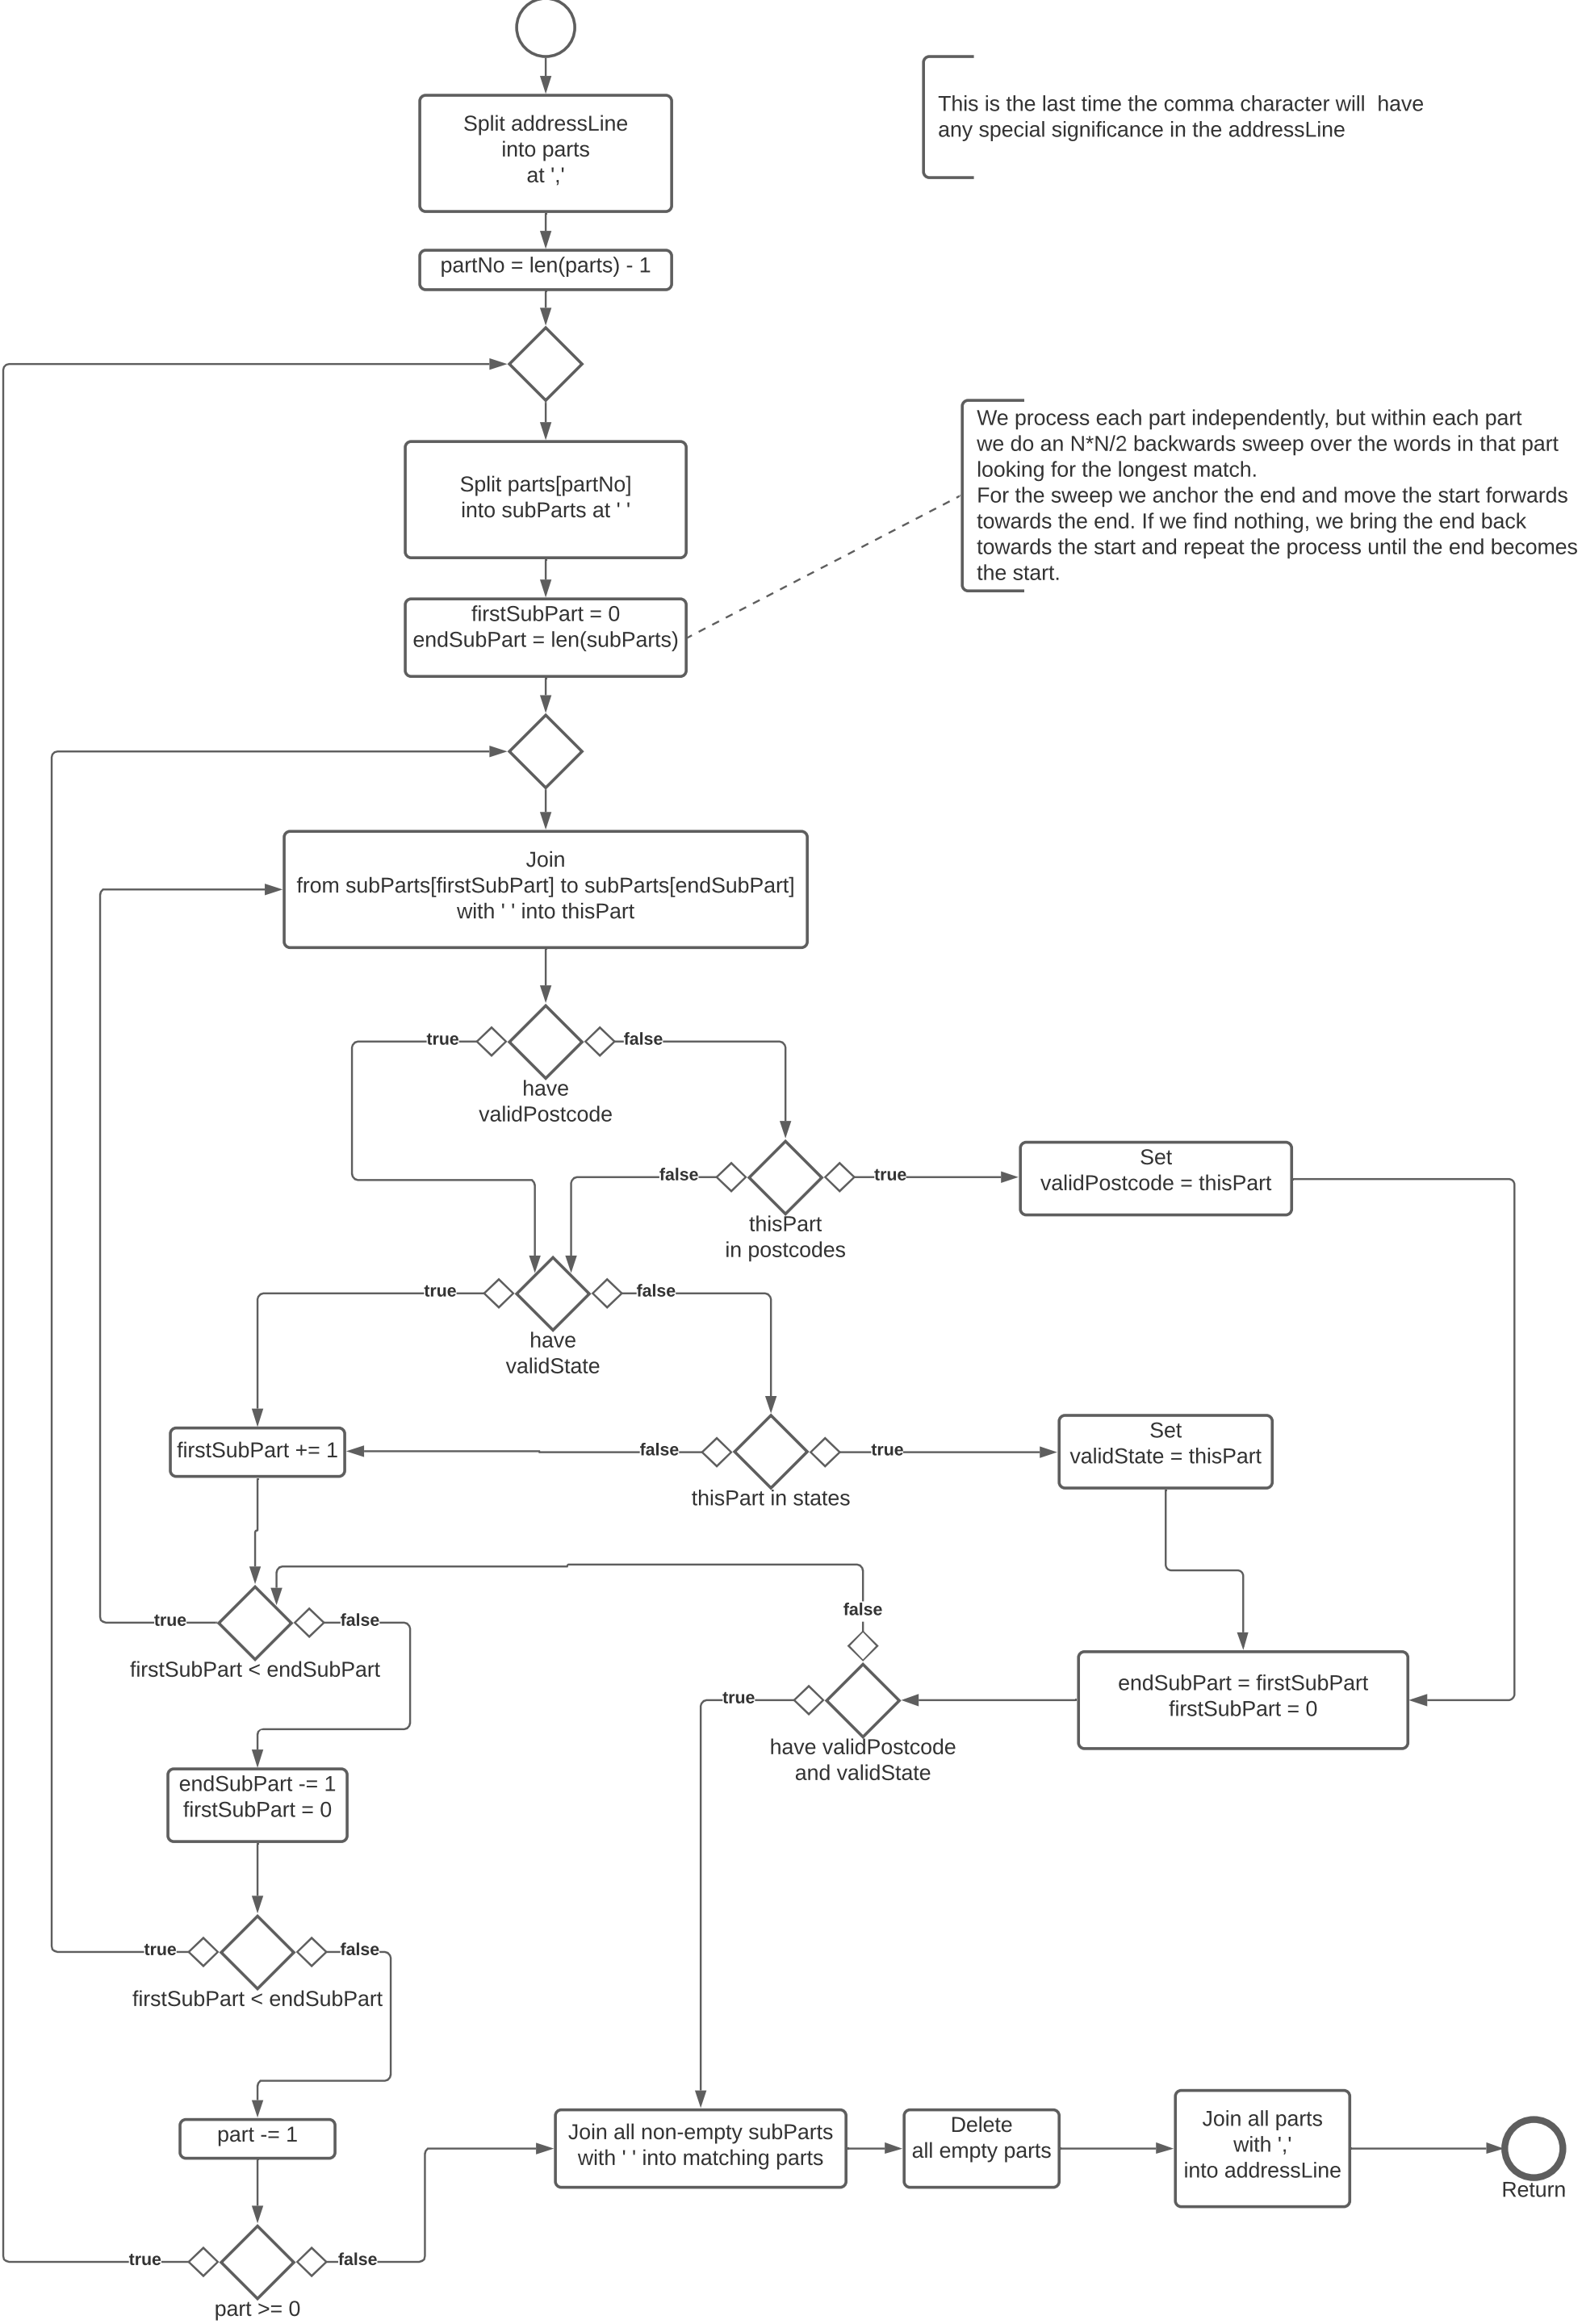 Split addressLine
into parts
at ','
This is the last time the comma character will  have
any special significance in the addressLine
partNo = len(parts) - 1
We process each part independently, but within each part
we do an N*N/2 backwards sweep over the words in that part
looking for the longest match.
For the sweep we anchor the end and move the start forwards
towards the end. If we find nothing, we bring the end back
towards the start and repeat the process until the end becomes
the start.
Split parts[partNo]
into subParts at ' '
firstSubPart = 0
endSubPart = len(subParts)
Join
from subParts[firstSubPart] to subParts[endSubPart]
with ' ' into thisPart
true
false
have
validPostcode
false
true
thisPart
in postcodes
Set
validPostcode = thisPart
true
false
have
validState
firstSubPart += 1
false
true
thisPart in states
Set
validState = thisPart
true
false
firstSubPart < endSubPart
false
true
have validPostcode
and validState
endSubPart = firstSubPart
firstSubPart = 0
endSubPart -= 1
firstSubPart = 0
true
false
firstSubPart < endSubPart
part -= 1
Join all non-empty subParts
with ' ' into matching parts
Delete
all empty parts
Join all parts
with ','
into addressLine
Return
true
false
part >= 0